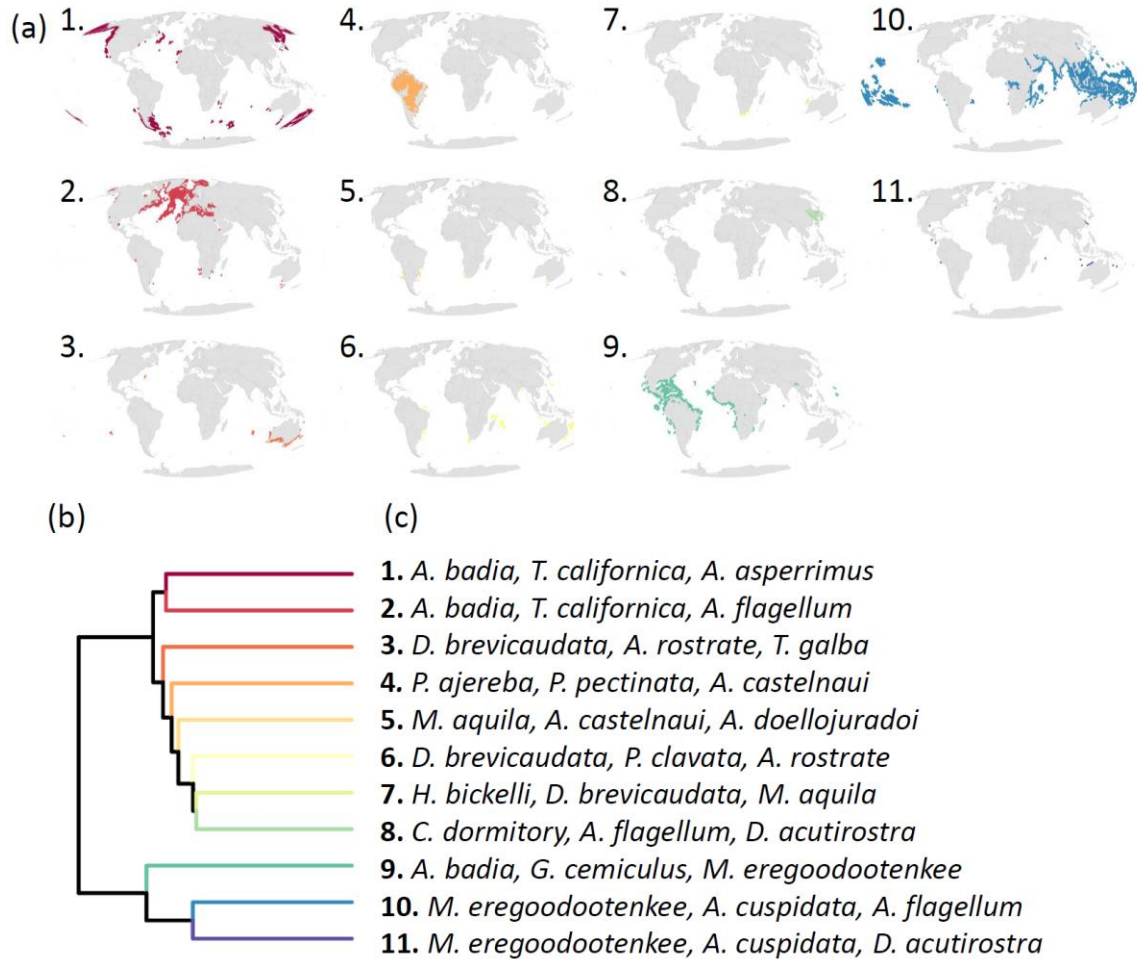 (a)
1.
4.
7.
10.
2
5.
8.
11.
3.
6.
9.
(b)
(c)
1. A. badia, T. californica, A. asperrimus
2. A. badia, T. californica, A. flagellum
3. D. brevicaudata, A. rostrate, T. galba
4. P. ajereba, P. pectinata, A. castelnaui
5. M. aquila, A. castelnaui, A. doellojuradoi
6. D. brevicaudata, P. clavata, A. rostrate
7. H. bickelli, D. brevicaudata, M. aquila
8. C. dormitory, A. flagellum, D. acutirostra
9. A. badia, G. cemiculus, M. eregoodootenkee
10. M. eregoodootenkee, A. cuspidata, A. flagellum
11. M. eregoodootenkee, A. cuspidata, D. acutirostra